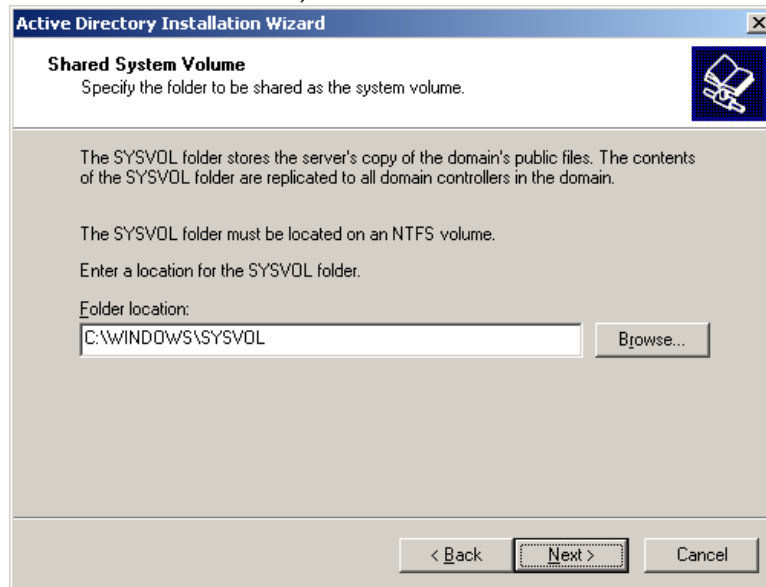 Active Directory Installation Wizard
Shared System Volume
Specify the folder to be shared as the system volume.
The SYSVOL folder stores the server's copy of the domain's public files. The contents
of the SYSVOL folder are replicated to all domain controllers in the domain.
The SYSVOL folder must be located on an NTFS volume.
Enter a location for the SYSVOL folder.
Folder location:
C:\WINDOWS\SYSVOL
Browse...
< Back
Next >
Cancel